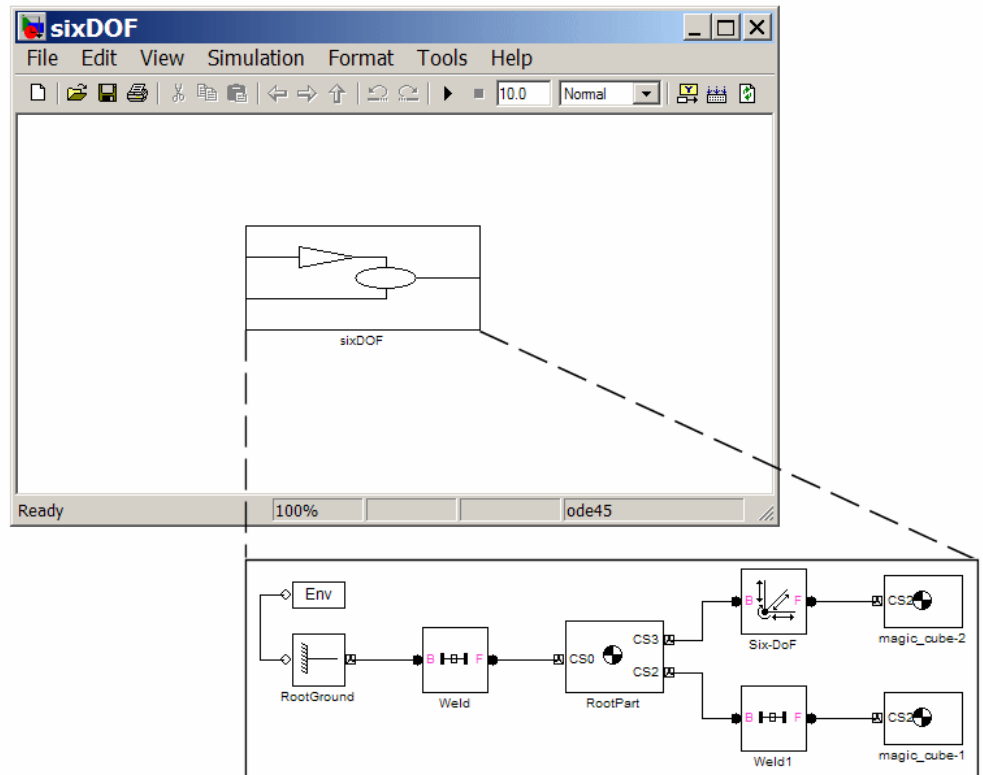 sixDOF
File Edit View Simulation Format Tools Help
10.0 Normal
sixDOF
Ready 100% ode45
Env
RootGround
B F
Weld
CS0 CS3
CS2
RootPart
B F
Six-DoF
CS2
magic_cube-2
B F
Weld1
CS2
magic_cube-1